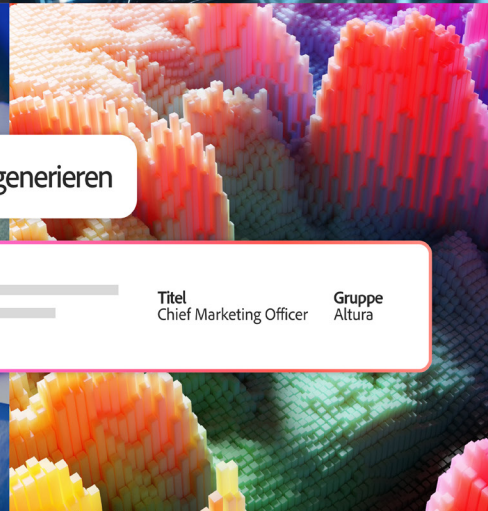 generieren
Titel
Chief Marketing Officer
Gruppe
Altura